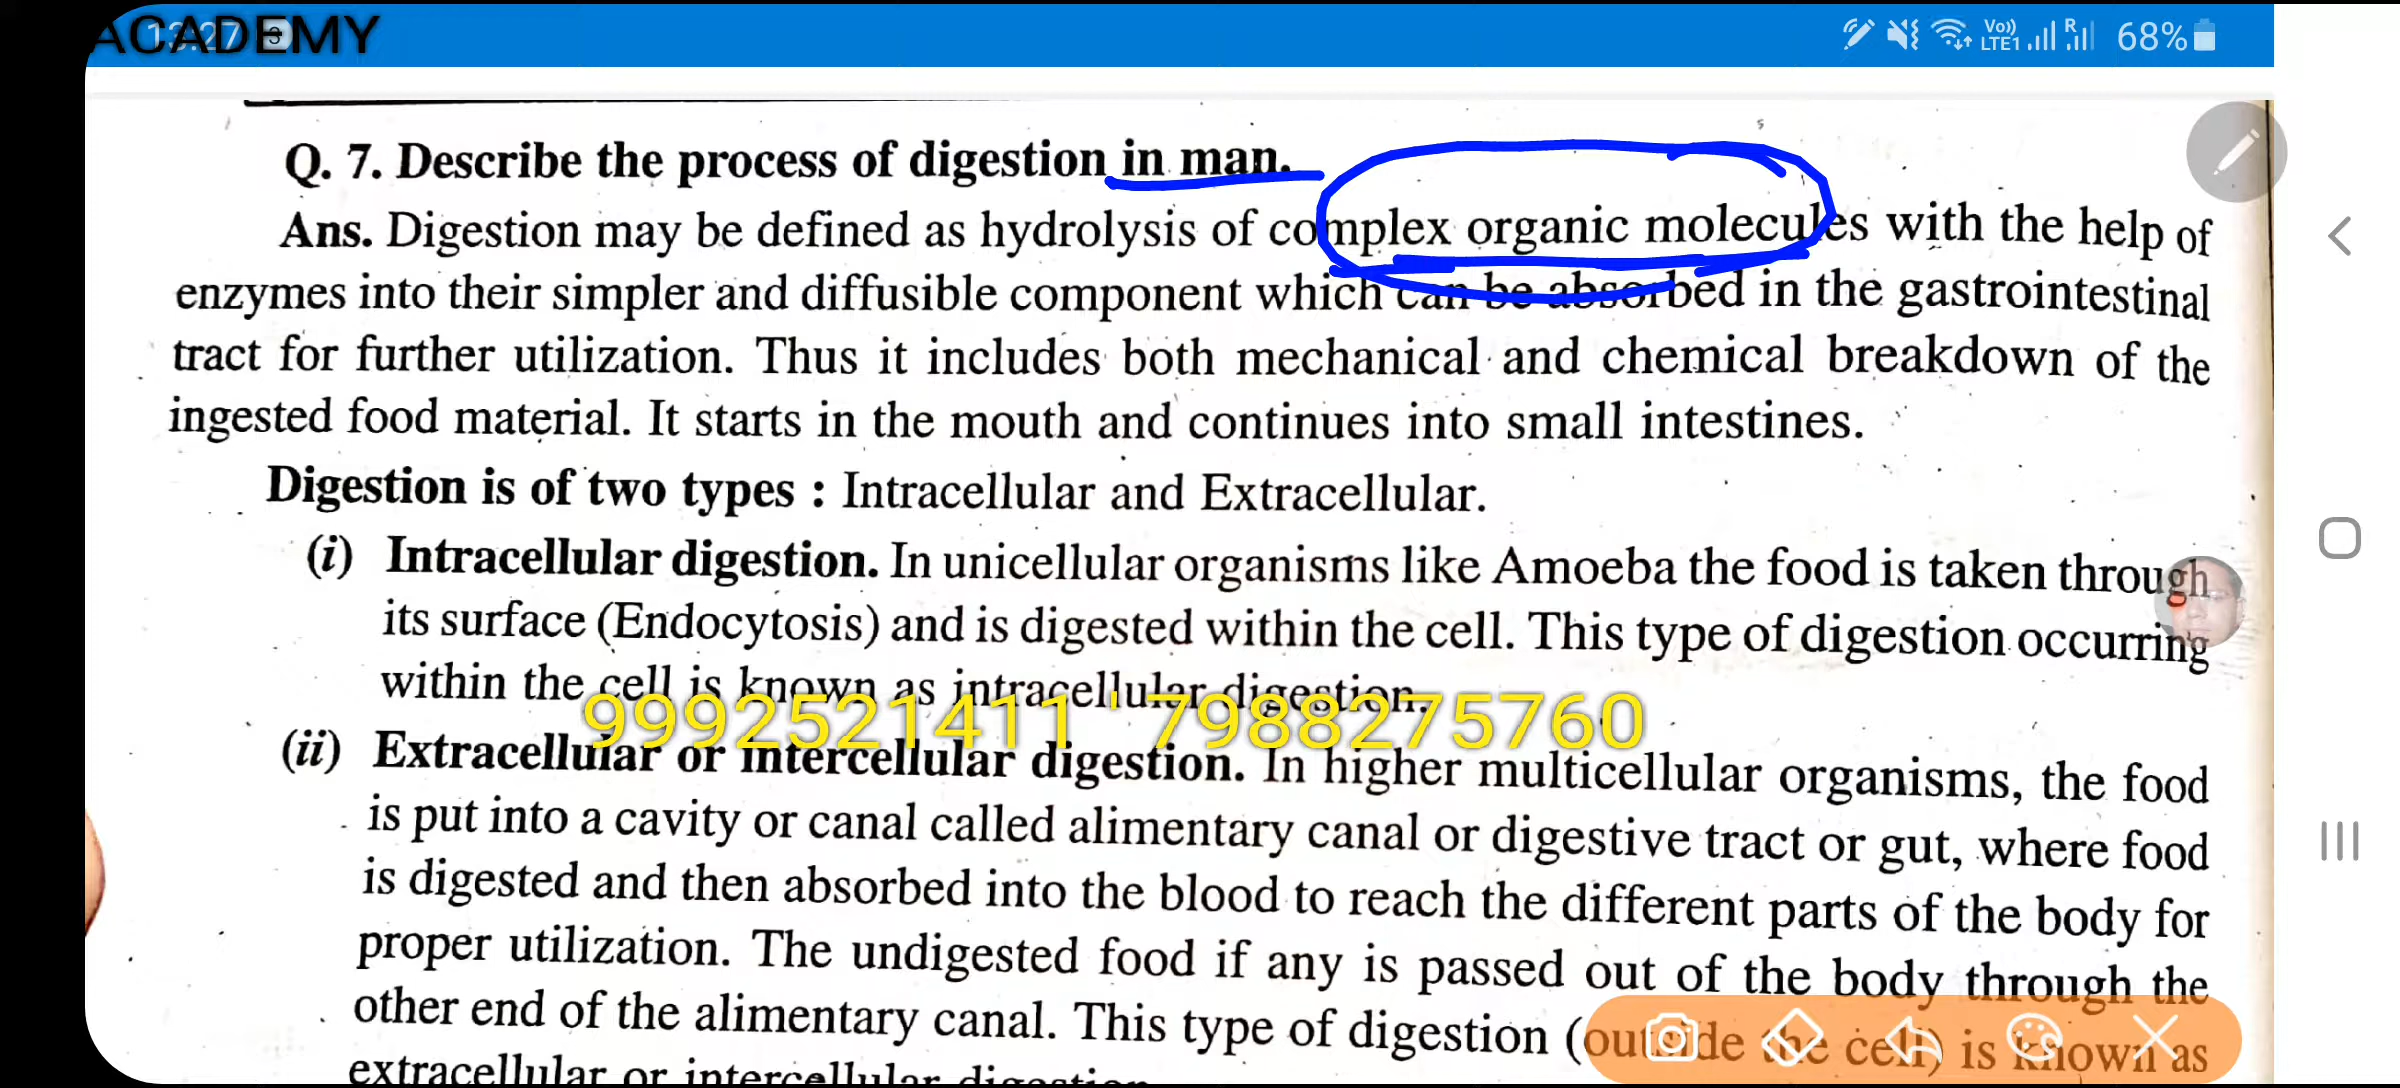 ACADEMY
13:27
Vo)) R
LTE1 68%
Q. 7. Describe the process of digestion in man.
Ans. Digestion may be defined as hydrolysis of complex organic molecules with the help of
enzymes into their simpler and diffusible component which can be absorbed in the gastrointestinal
tract for further utilization. Thus it includes both mechanical and chemical breakdown of the
ingested food material. It starts in the mouth and continues into small intestines.
Digestion is of two types : Intracellular and Extracellular.
(i) Intracellular digestion. In unicellular organisms like Amoeba the food is taken through
its surface (Endocytosis) and is digested within the cell. This type of digestion occurring
within the cell is known as intracellular digestion.
9992521411 ' 7988275760
(ii) Extracellular or intercellular digestion. In higher multicellular organisms, the food
is put into a cavity or canal called alimentary canal or digestive tract or gut, where food
is digested and then absorbed into the blood to reach the different parts of the body for
proper utilization. The undigested food if any is passed out of the body through the
other end of the alimentary canal. This type of digestion (outside the cell) is known as
extracellular or intercellular digestion